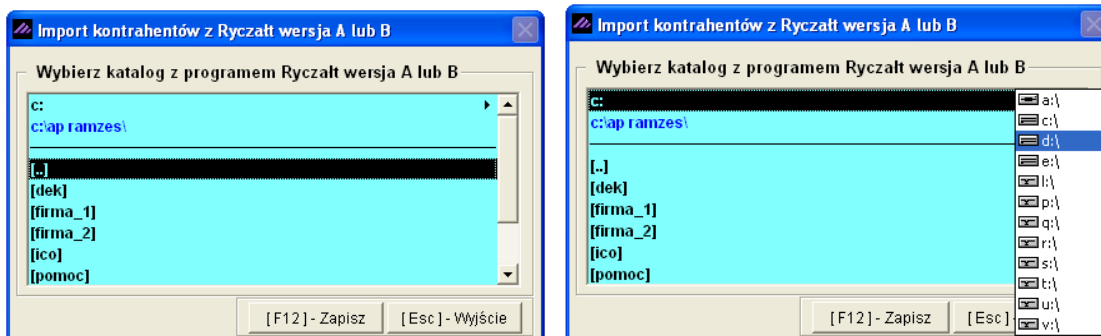 Import kontrahentów z Ryczałt wersja A lub B
Wybierz katalog z programem Ryczałt wersja A lub B
c:
c:\ap ramzes\
[..]
[dek]
[firma_1]
[firma_2]
[ico]
[pomoc]
[F12] - Zapisz
[Esc] - Wyjście
Import kontrahentów z Ryczałt wersja A lub B
Wybierz katalog z programem Ryczałt wersja A lub B
c:
c:\ap ramzes\
[..]
[dek]
[firma_1]
[firma_2]
[ico]
[pomoc]
[F12] - Zapisz
[Esc]
a:\
c:\
d:\
e:\
l:\
p:\
q:\
r:\
s:\
t:\
u:\
v:\